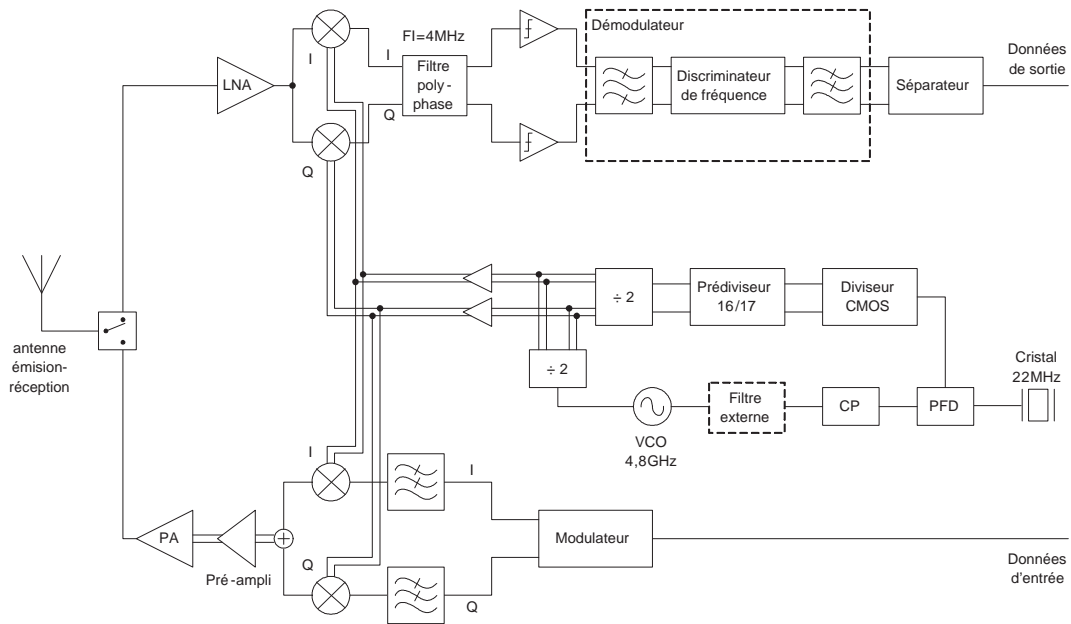 Démodulateur
FI=4MHz
I
I
LNA
Filtre
poly-
phase
Discriminateur
de fréquence
Séparateur
Données
de sortie
Q
Q
÷ 2
Prédiviseur
16/17
Diviseur
CMOS
antenne
émision-
réception
÷ 2
Cristal
22MHz
VCO
4,8GHz
Filtre
externe
CP
PFD
I
I
PA
Pré-ampli
Modulateur
Données
d'entrée
Q
Q